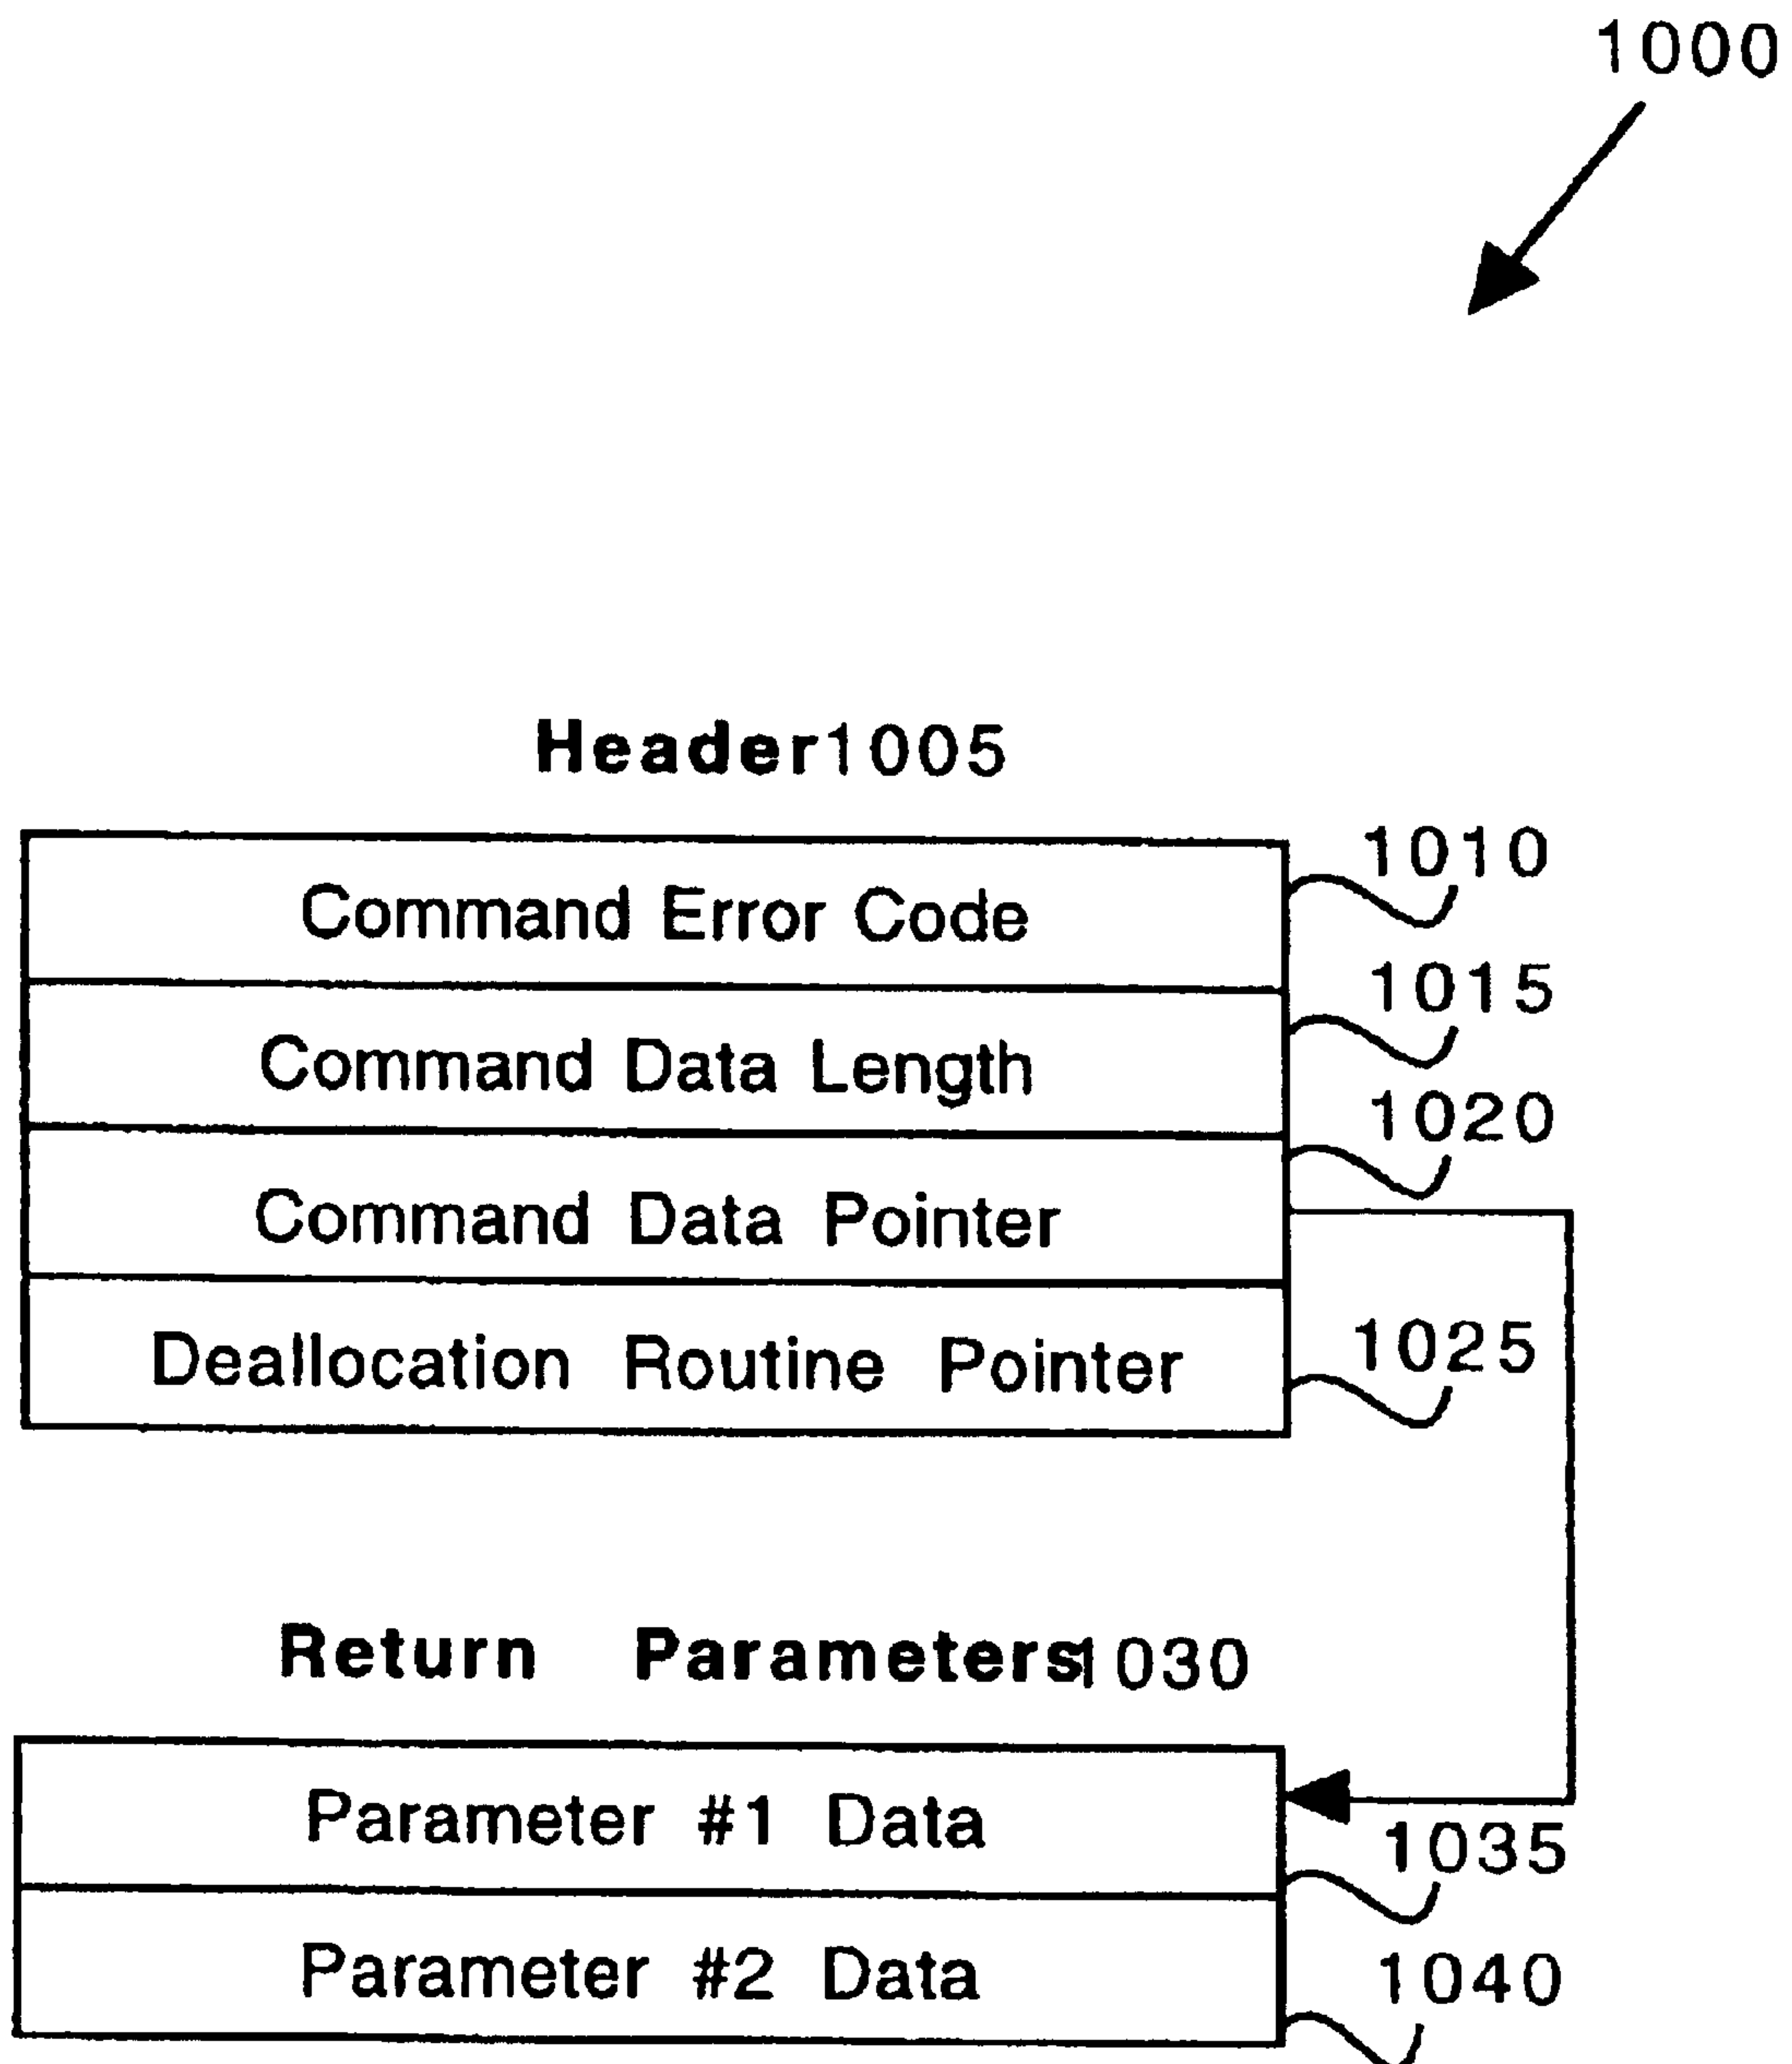 1000
Header1005
1010
Command Error Code
1015
Command Data Length
1020
Command Data Pointer
1025
Deallocation Routine Pointer
Return Parameters1030
Parameter #1 Data
1035
Parameter #2 Data
1040